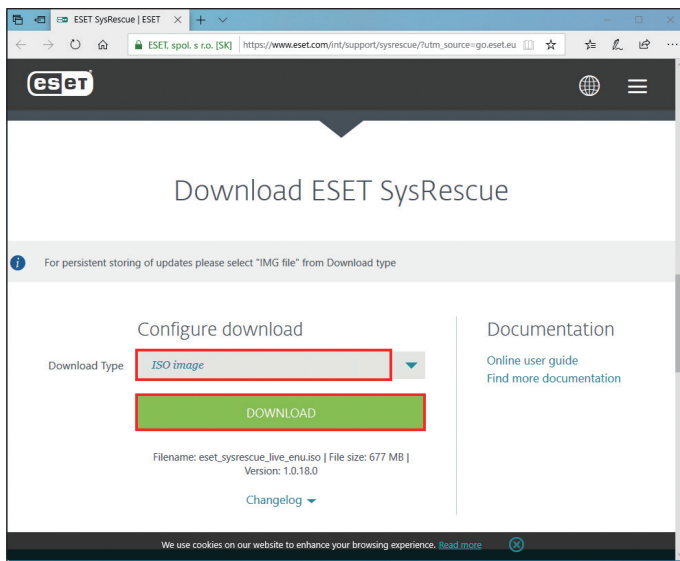 ESET SysRescue | ESET
ESET, spol. s r.o. [SK]
https://www.eset.com/int/support/sysrescue/?utm_source=go.eset.eu
eset
Download ESET SysRescue
For persistent storing of updates please select "IMG file" from Download type
Configure download
Download Type
ISO image
DOWNLOAD
Filename: eset_sysrescue_live_enu.iso | File size: 677 MB |
Version: 1.0.18.0
Changelog
Documentation
Online user guide
Find more documentation
We use cookies on our website to enhance your browsing experience. Read more